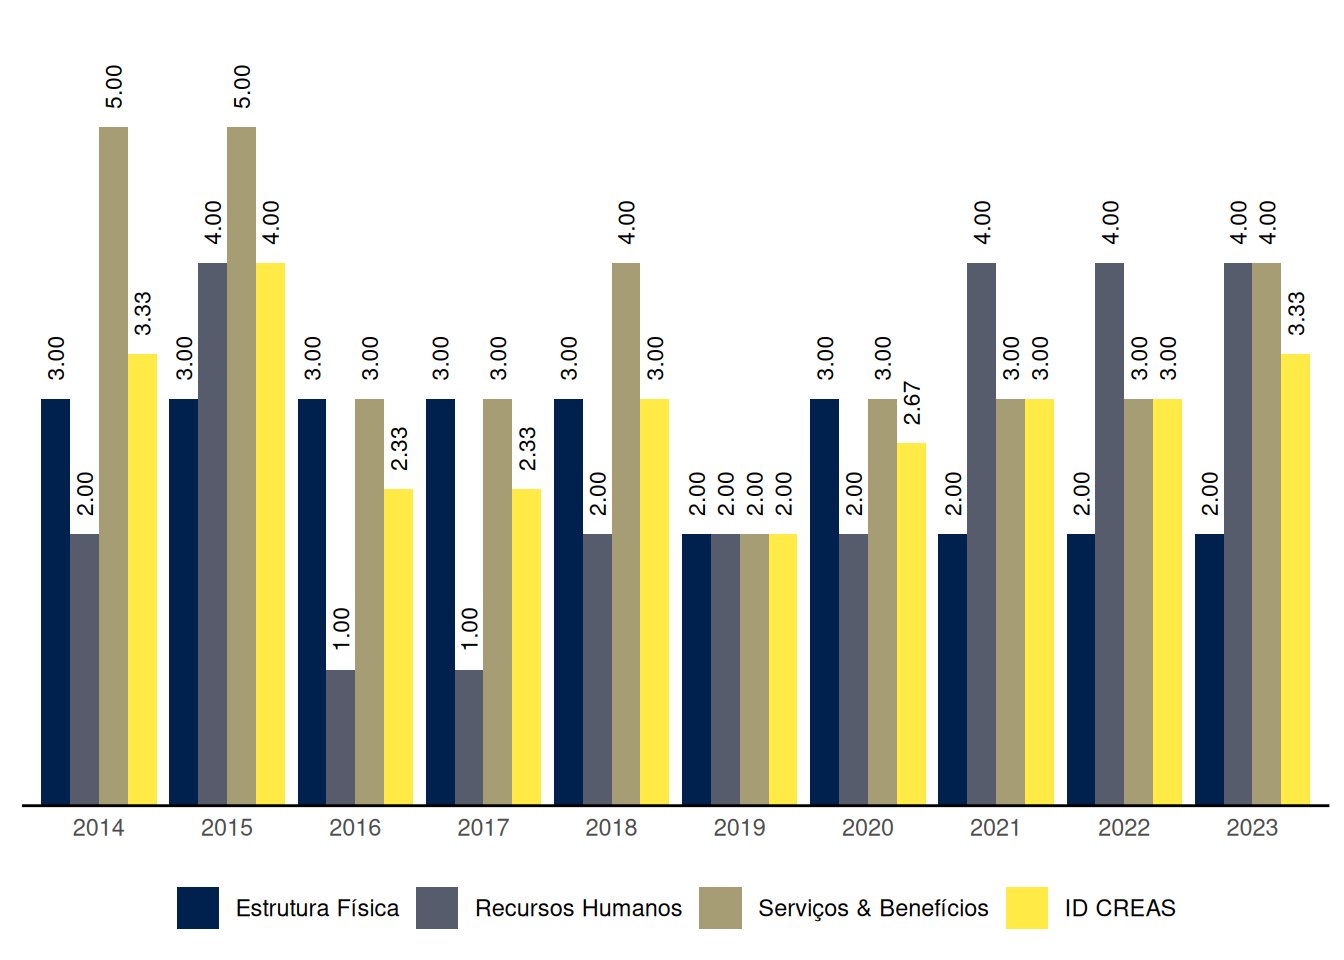 5.00 5.00
4.00 4.00 4.00 4.00 4.00 4.00 4.00
3.33 3.33
3.00 3.00 3.00 3.00 3.00 3.00 3.00 3.00 3.00 3.00 3.00 3.00 3.00
2.67
2.33 2.33
2.00 2.00 2.00 2.00 2.00 2.00 2.00 2.00 2.00 2.00
1.00 1.00
2014 2015 2016 2017 2018 2019 2020 2021 2022 2023
Estrutura Física Recursos Humanos Serviços & Benefícios ID CREAS